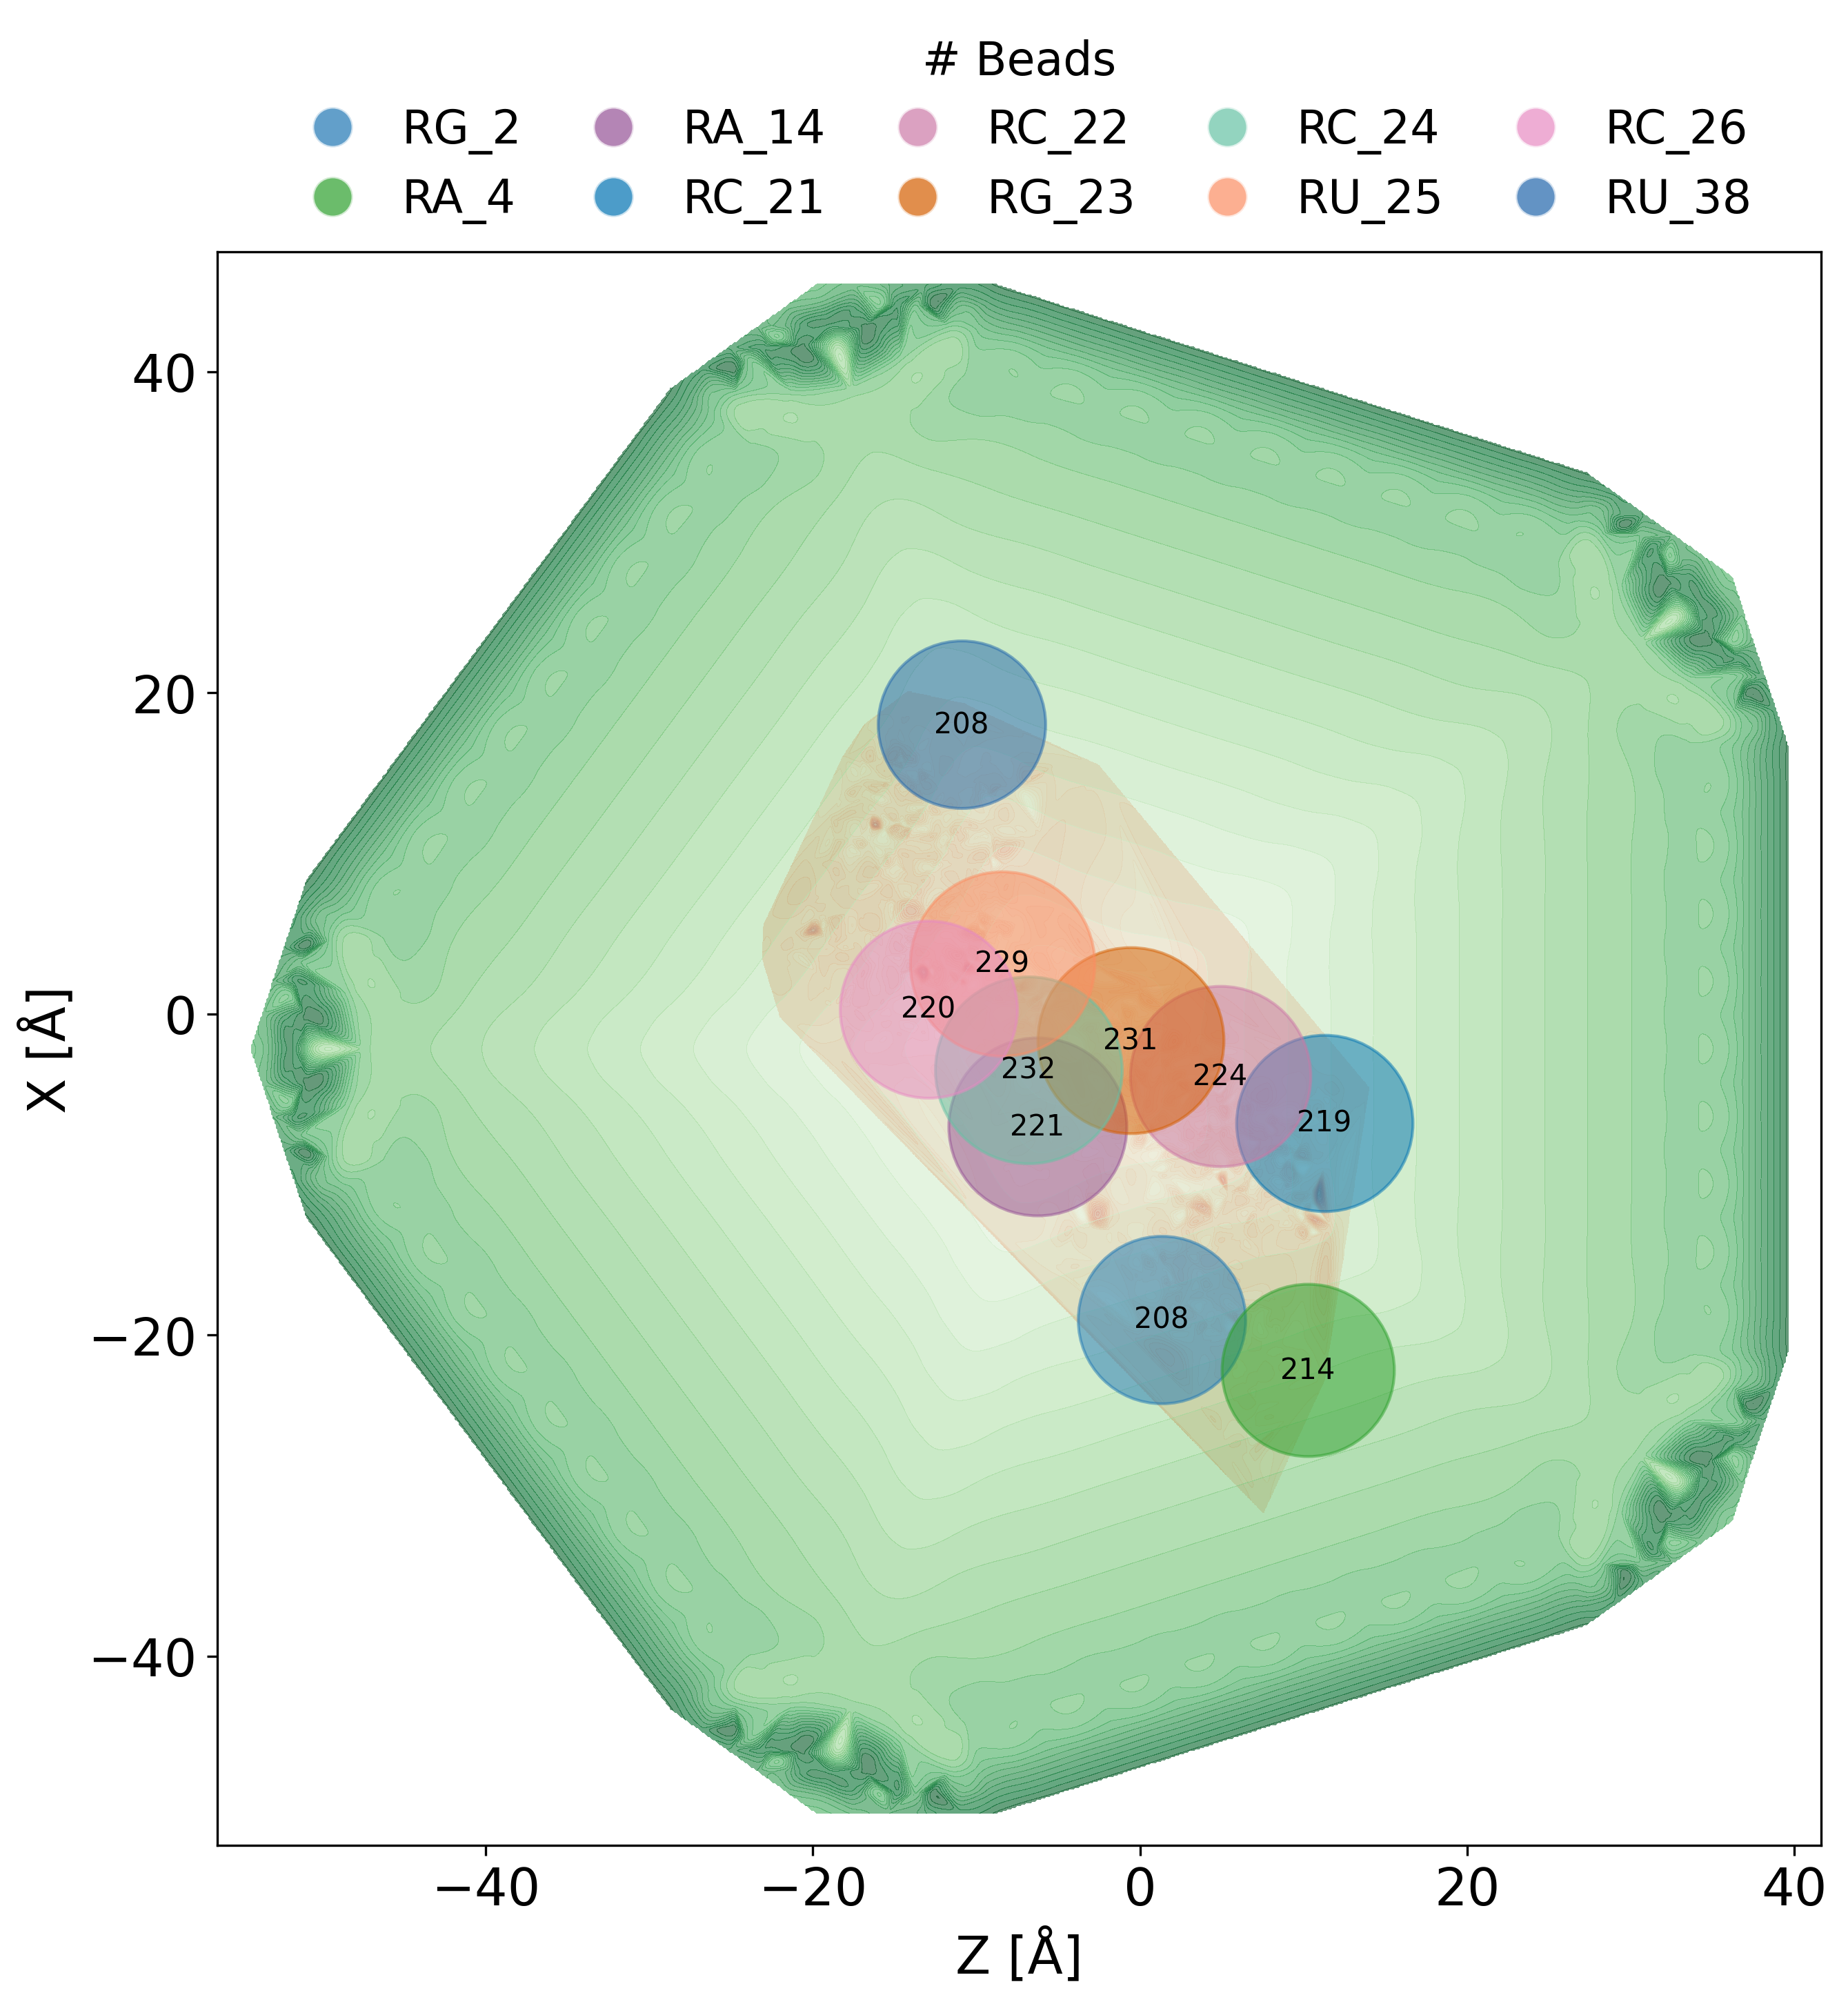 # Beads
RG_2 RA_14 RC_22 RC_24 RC_26
RA_4 RC_21 RG_23 RU_25 RU_38
40
20
0
−20
−40
X [Å]
208
229
220
231
232
224
221
219
208
214
−40 −20 0 20 40
Z [Å]